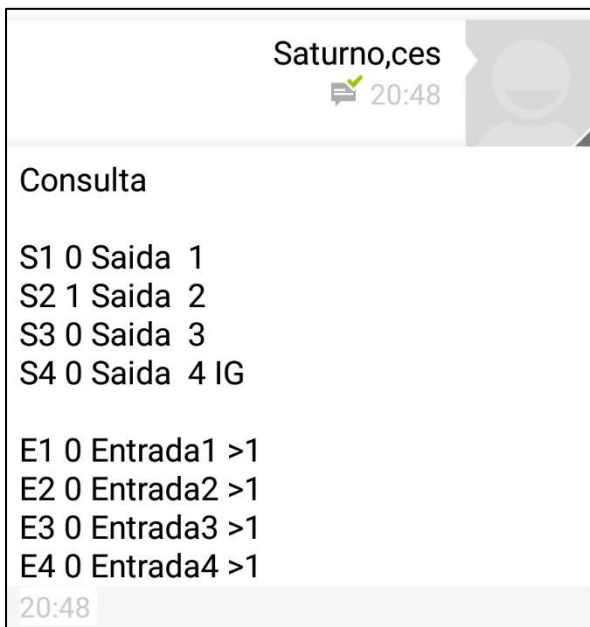 Saturno,ces
20:48
Consulta
S1 0 Saida  1
S2 1 Saida  2
S3 0 Saida  3
S4 0 Saida  4 IG
E1 0 Entrada1 >1
E2 0 Entrada2 >1
E3 0 Entrada3 >1
E4 0 Entrada4 >1
20:48